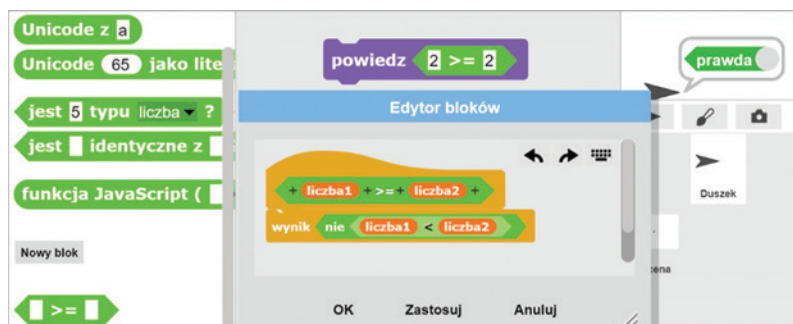 Unicode z a
Unicode 65 jako lite
jest 5 typu liczba ?
jest identyczne z
funkcja JavaScript (
Nowy blok
>=
powiedz 2 >= 2
Edytor bloków
+ liczba1 + >= + liczba2 +
wynik nie liczba1 < liczba2
OK Zastosuj Anuluj
prawda
Duszek
cena